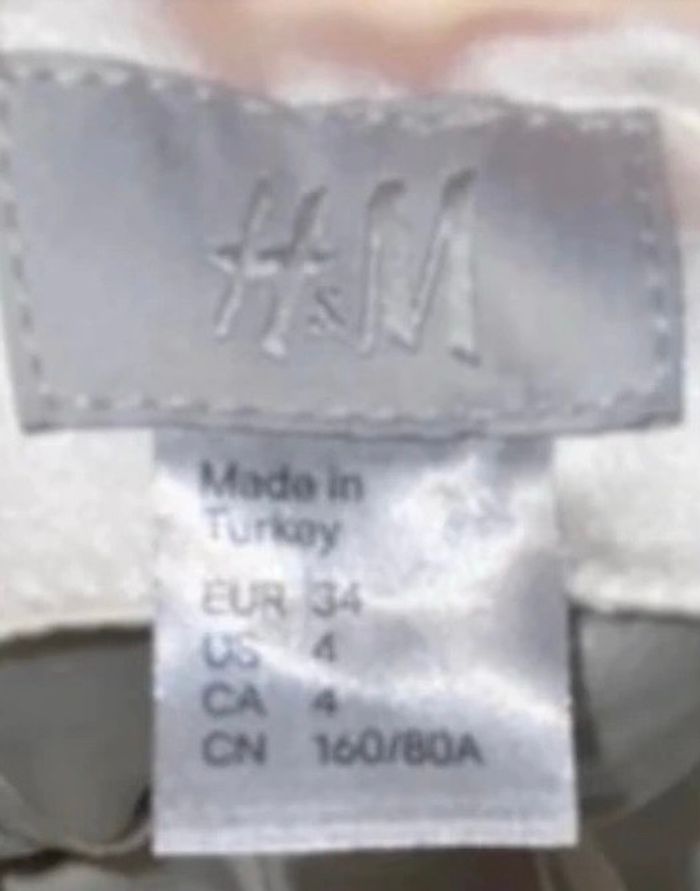 H&M
Made in
Turkey
EUR 34
US 4
CA 4
CN 160/80A